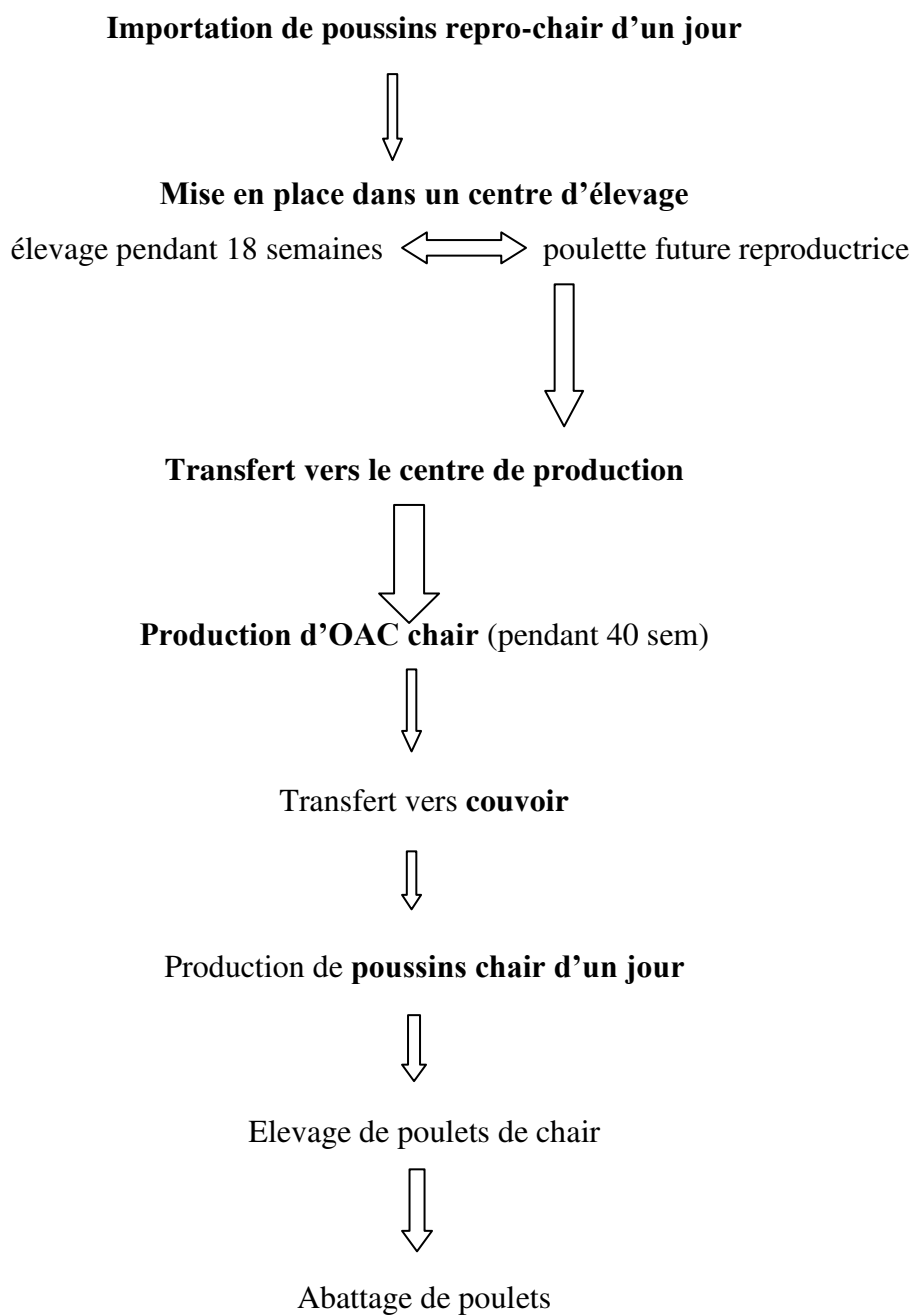 Importation de poussins repro-chair d’un jour
Mise en place dans un centre d’élevage
élevage pendant 18 semaines poulette future reproductrice
Transfert vers le centre de production
Production d’OAC chair (pendant 40 sem)
Transfert vers couvoir
Production de poussins chair d’un jour
Elevage de poulets de chair
Abattage de poulets